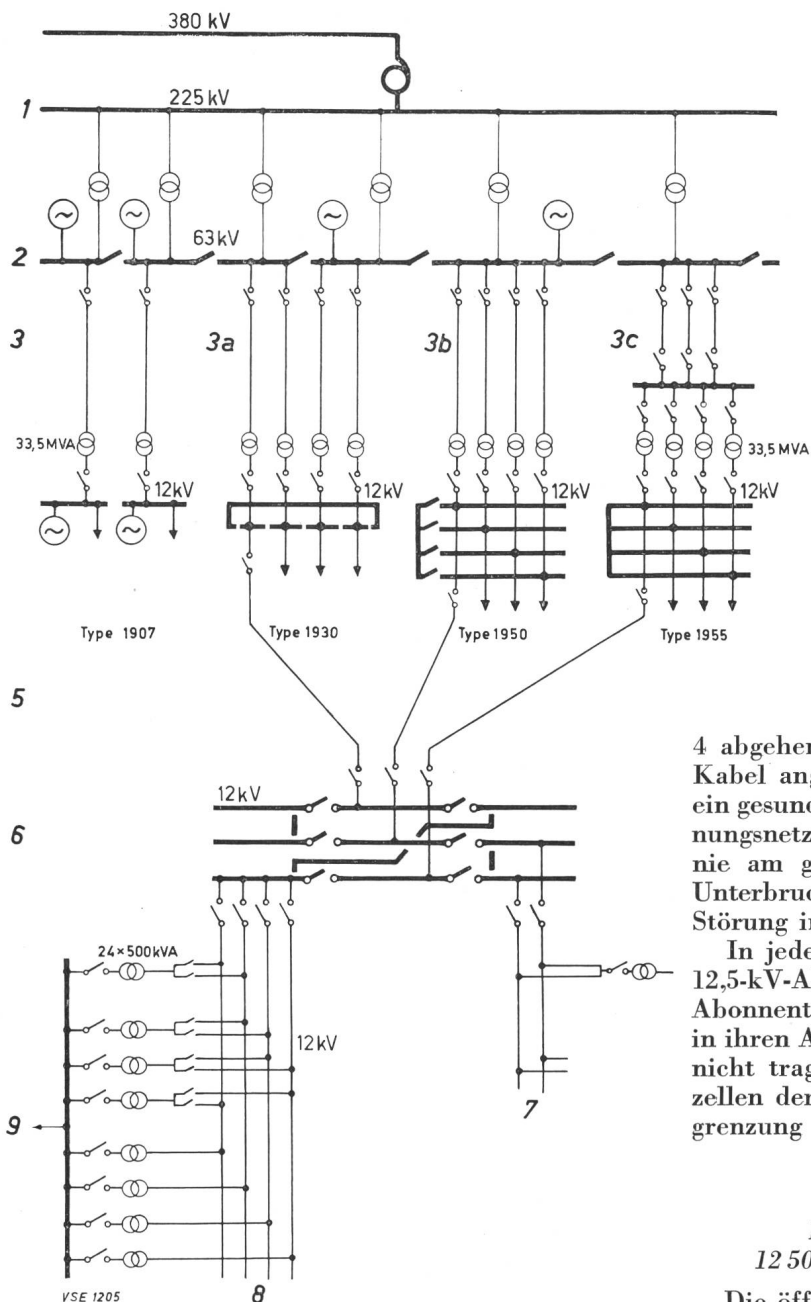 380 kV
1
225 kV
~
~
~
~
63 kV
2
3
3a
3b
3c
33,5 MVA
33,5 MVA
12 kV
12 kV
12 kV
12 kV
~
~
Type 1907
Type 1930
Type 1950
Type 1955
5
12 kV
6
24 × 500 kVA
12 kV
7
9
8
VSE 1205
4 abgehen
Kabel ang
ein gesund
nungsnetz
nie am g
Unterbruc
Störung in
In jede
12,5-kV-A
Abonnent
in ihren A
nicht trag
zellen der
grenzung
12 50
Die öff